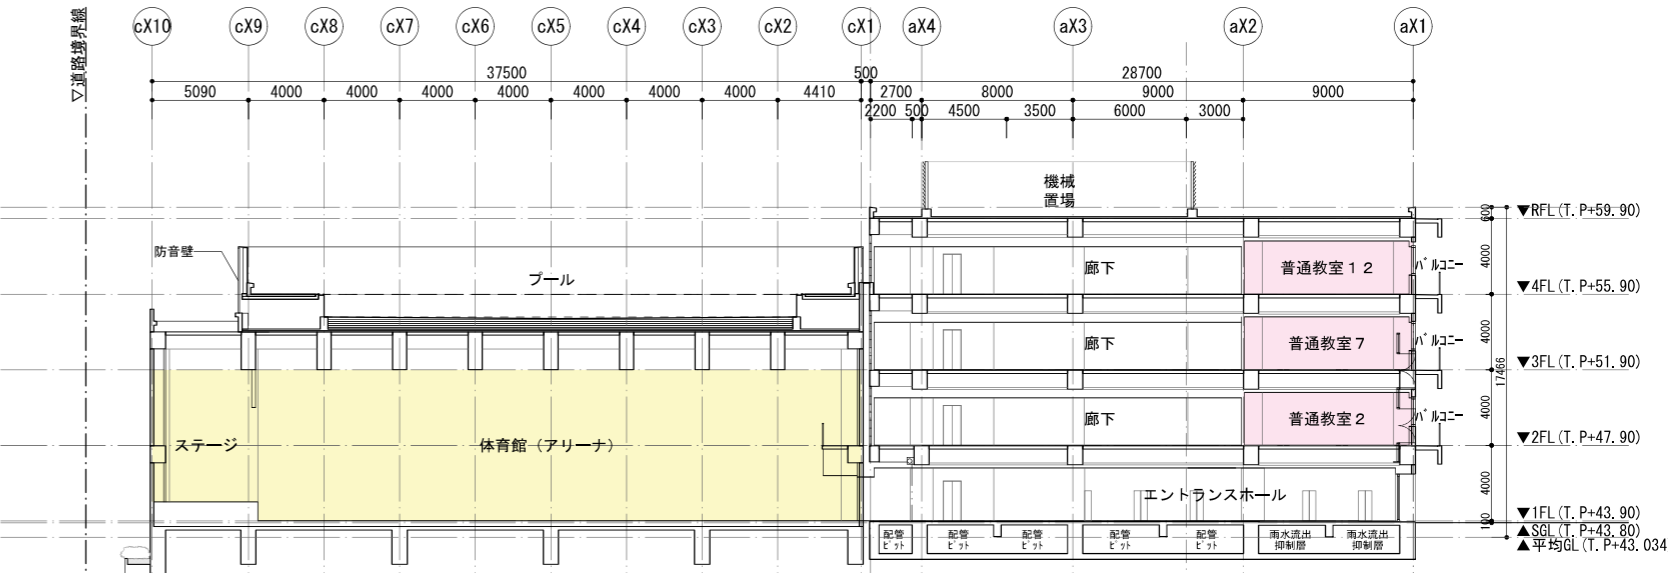 ▽道路境界線
cX10 cX9 cX8 cX7 cX6 cX5 cX4 cX3 cX2 cX1 aX4 aX3 aX2 aX1
37500 500 28700
5090 4000 4000 4000 4000 4000 4000 4000 4410 2700 8000 9000 9000
2200 500 4500 3500 6000 3000
機械
置場
600
▼RFL(T.P+59.90)
防音壁
プール
廊下
普通教室12
バルコニー
4000
▼4FL(T.P+55.90)
廊下
普通教室7
バルコニー
4000
▼3FL(T.P+51.90)
17466
廊下
普通教室2
バルコニー
4000
▼2FL(T.P+47.90)
ステージ
体育館(アリーナ)
エントランスホール
4000
▼1FL(T.P+43.90)
100
▲SGL(T.P+43.80)
▲平均GL(T.P+43.034
配管 配管 配管 配管 配管 雨水流出 雨水流出
ピット ピット ピット ピット ピット 抑制層 抑制層